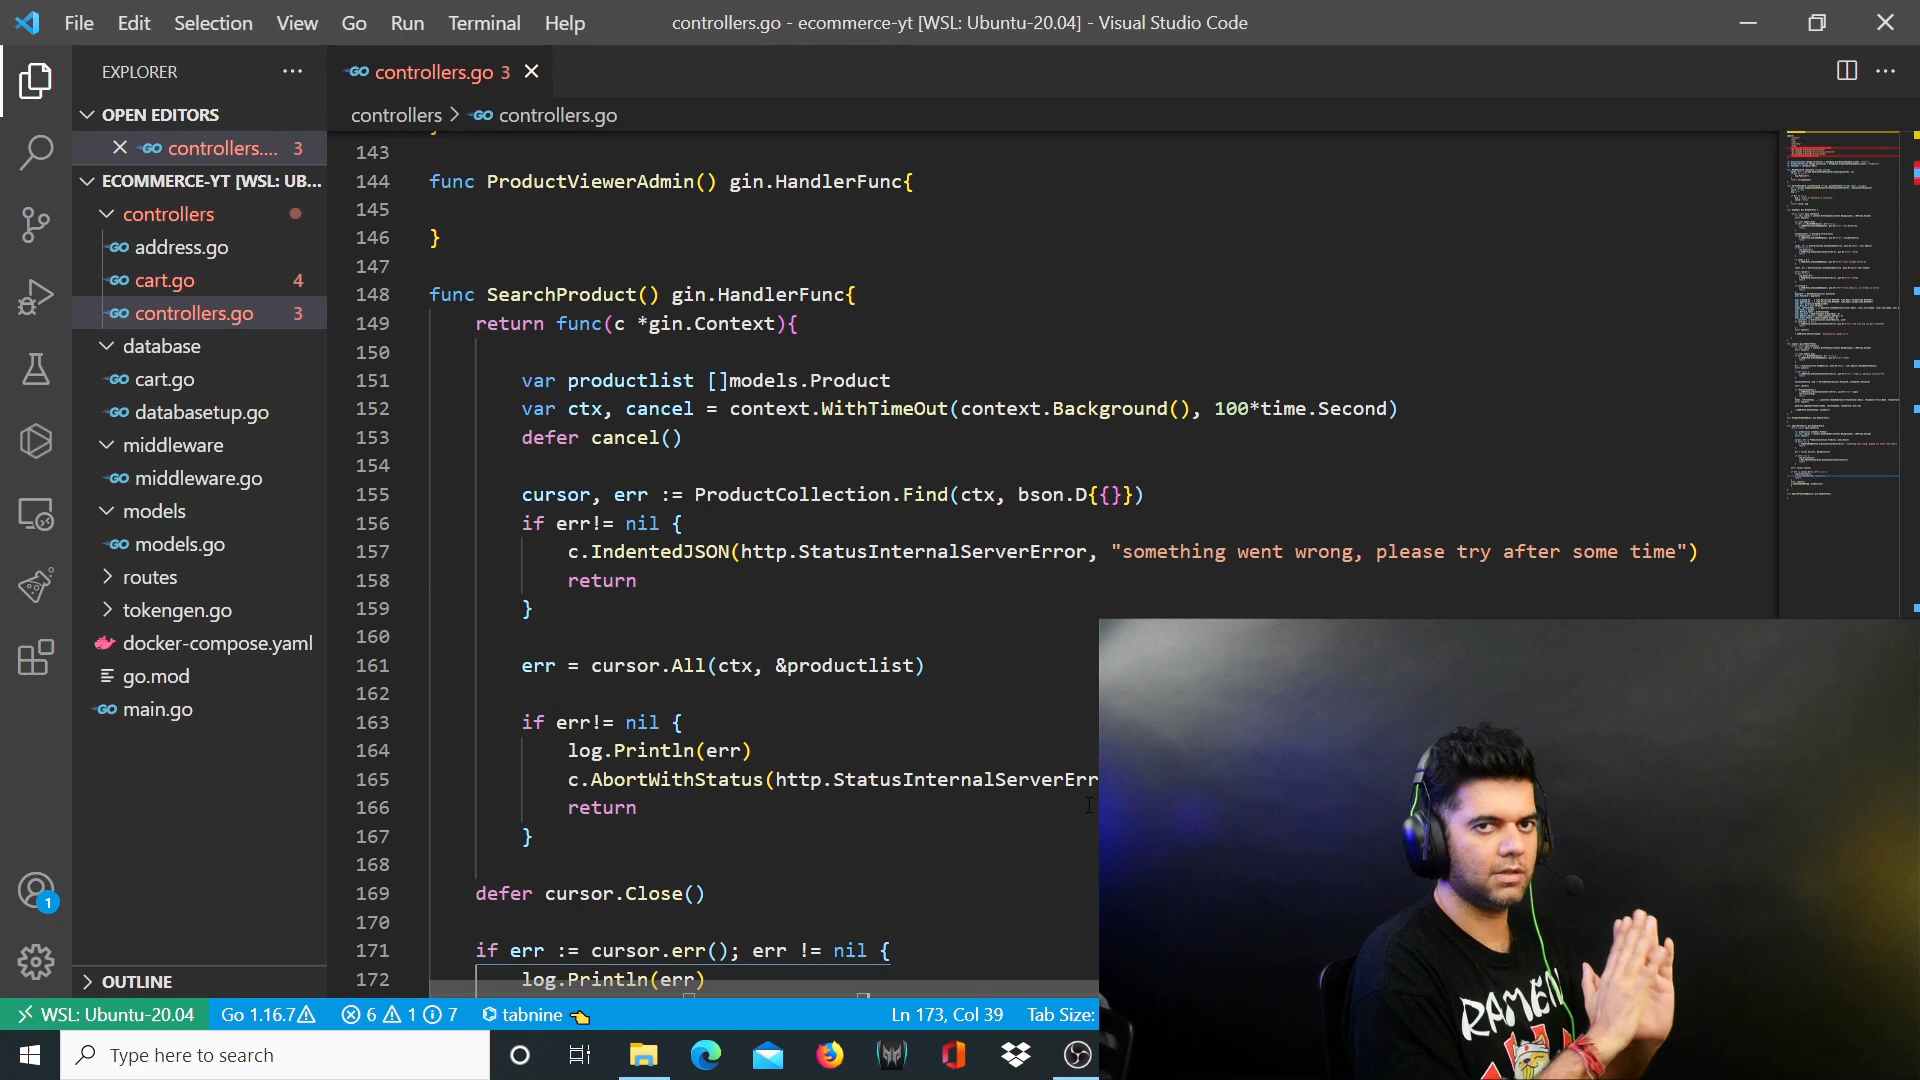 File Edit Selection View Go Run Terminal Help
controllers.go - ecommerce-yt [WSL: Ubuntu-20.04] - Visual Studio Code
EXPLORER
OPEN EDITORS
controllers.... 3
ECOMMERCE-YT [WSL: UB...
controllers
address.go
cart.go 4
controllers.go 3
database
cart.go
databasetup.go
middleware
middleware.go
models
models.go
routes
tokengen.go
docker-compose.yaml
go.mod
main.go
OUTLINE
controllers.go 3
controllers > controllers.go
143
144 func ProductViewerAdmin() gin.HandlerFunc{
145
146 }
147
148 func SearchProduct() gin.HandlerFunc{
149 return func(c *gin.Context){
150
151 var productlist []models.Product
152 var ctx, cancel = context.WithTimeOut(context.Background(), 100*time.Second)
153 defer cancel()
154
155 cursor, err := ProductCollection.Find(ctx, bson.D{{}})
156 if err!= nil {
157 c.IndentedJSON(http.StatusInternalServerError, "something went wrong, please try after some time")
158 return
159 }
160
161 err = cursor.All(ctx, &productlist)
162
163 if err!= nil {
164 log.Println(err)
165 c.AbortWithStatus(http.StatusInternalServerErr
166 return
167 }
168
169 defer cursor.Close()
170
171 if err := cursor.err(); err != nil {
172 log.Println(err)
RAMEN
1
WSL: Ubuntu-20.04 Go 1.16.7 6 1 7 tabnine Ln 173, Col 39 Tab Size:
Type here to search